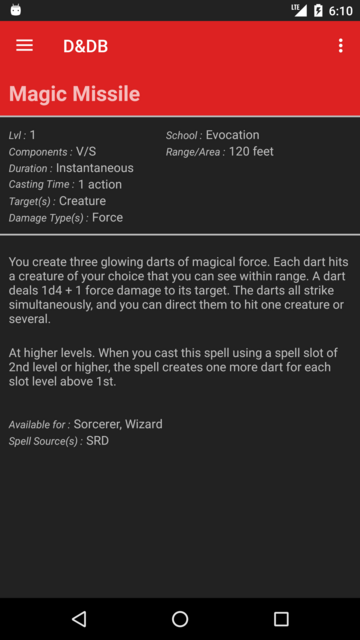 LTE 6:10
D&DB
Magic Missile
Lvl : 1
School : Evocation
Components : V/S
Range/Area : 120 feet
Duration : Instantaneous
Casting Time : 1 action
Target(s) : Creature
Damage Type(s) : Force
You create three glowing darts of magical force. Each dart hits
a creature of your choice that you can see within range. A dart
deals 1d4 + 1 force damage to its target. The darts all strike
simultaneously, and you can direct them to hit one creature or
several.
At higher levels. When you cast this spell using a spell slot of
2nd level or higher, the spell creates one more dart for each
slot level above 1st.
Available for : Sorcerer, Wizard
Spell Source(s) : SRD